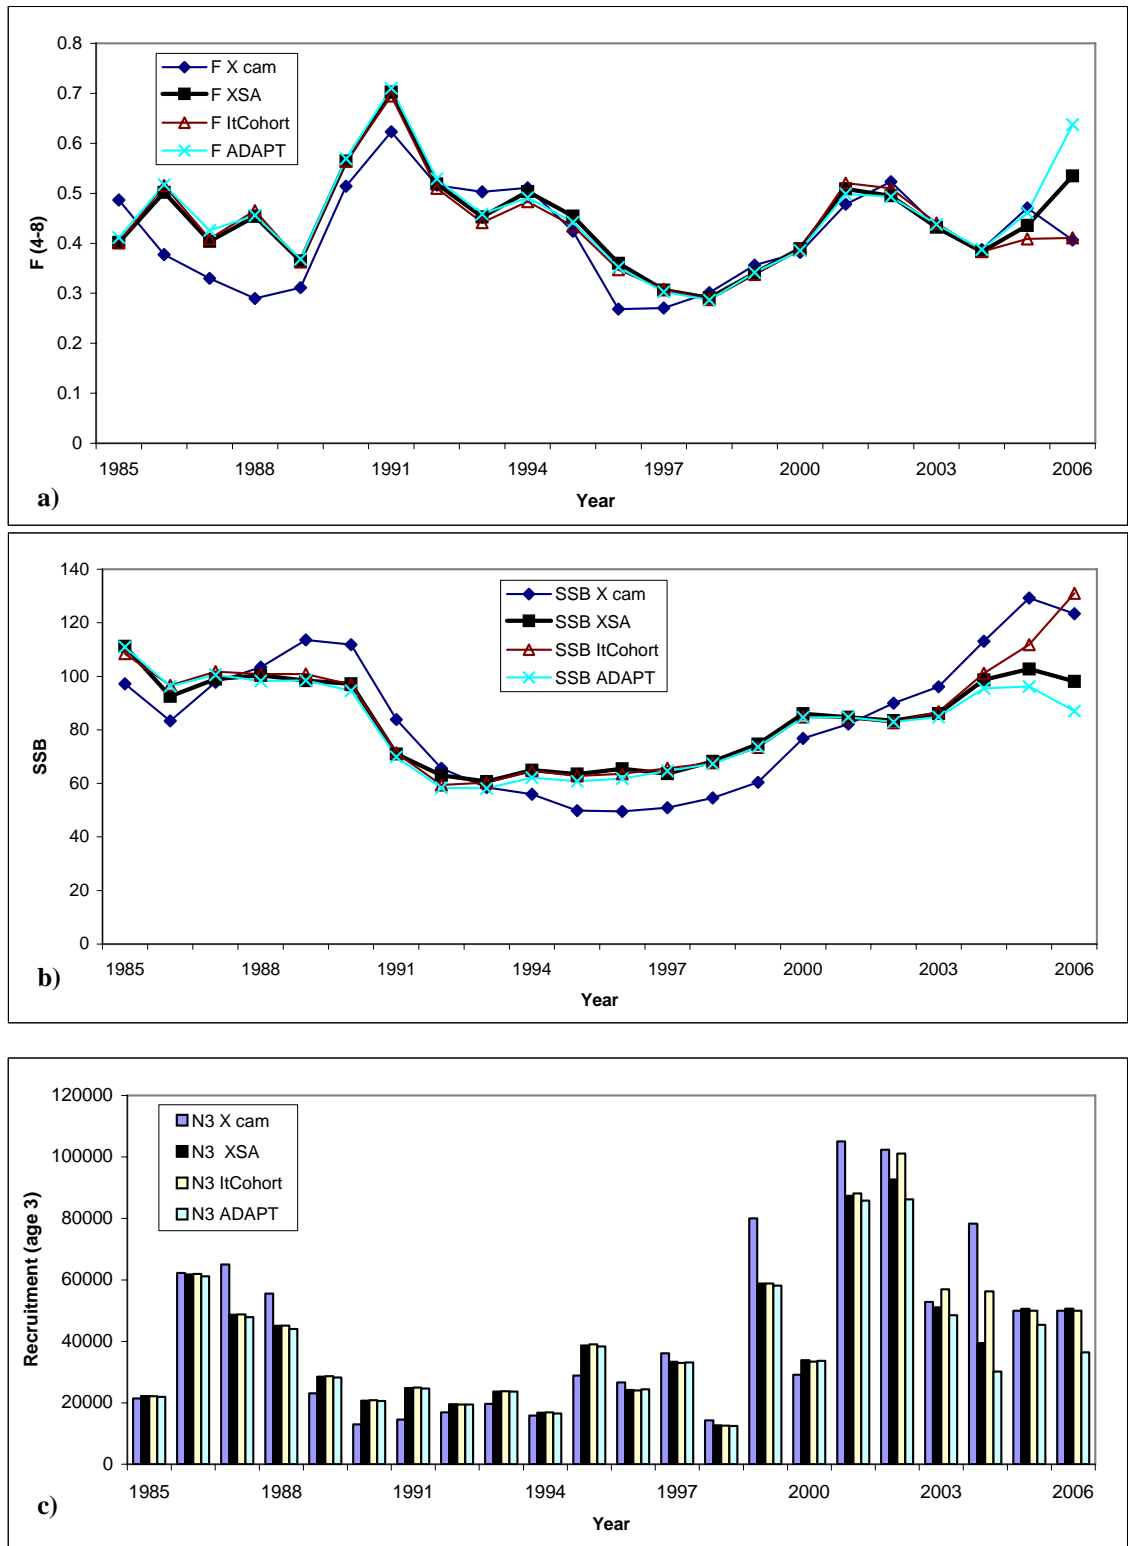 0.8
0.7
0.6
0.5
0.4
0.3
0.2
0.1
0
F (4-8)
F X cam
F XSA
F ItCohort
F ADAPT
1985 1988 1991 1994 1997 2000 2003 2006
Year
a)
140
120
100
80
60
40
20
0
SSB
SSB X cam
SSB XSA
SSB ItCohort
SSB ADAPT
1985 1988 1991 1994 1997 2000 2003 2006
Year
b)
120000
100000
80000
60000
40000
20000
0
Recruitment (age 3)
N3 X cam
N3 XSA
N3 ItCohort
N3 ADAPT
1985 1988 1991 1994 1997 2000 2003 2006
Year
c)